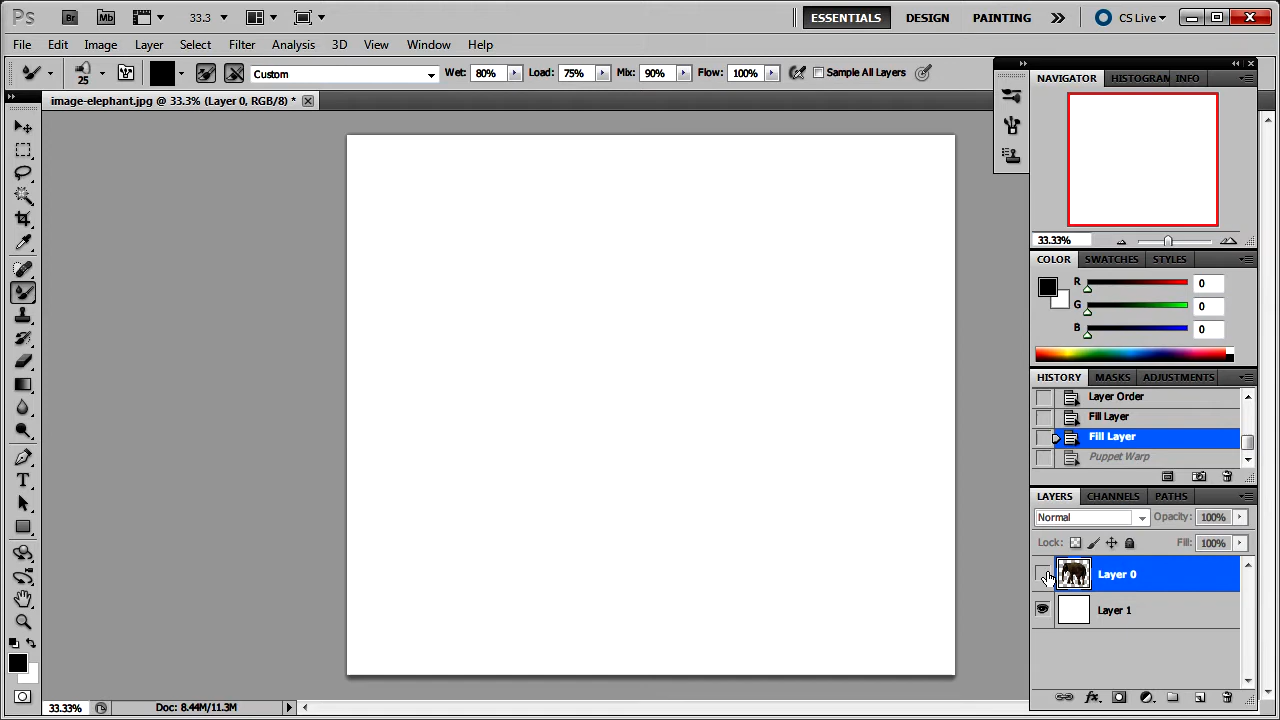 Ps Br Mb 33.3 ESSENTIALS DESIGN PAINTING CS Live
File Edit Image Layer Select Filter Analysis 3D View Window Help
25 Custom Wet: 80% Load: 75% Mix: 90% Flow: 100% Sample All Layers
image-elephant.jpg @ 33.3% (Layer 0, RGB/8) *
NAVIGATOR HISTOGRAM INFO
33.33%
COLOR SWATCHES STYLES
R 0
G 0
B 0
HISTORY MASKS ADJUSTMENTS
Layer Order
Fill Layer
Fill Layer
Puppet Warp
LAYERS CHANNELS PATHS
Normal Opacity: 100%
Lock: Fill: 100%
Layer 0
Layer 1
33.33% Doc: 8.44M/11.3M